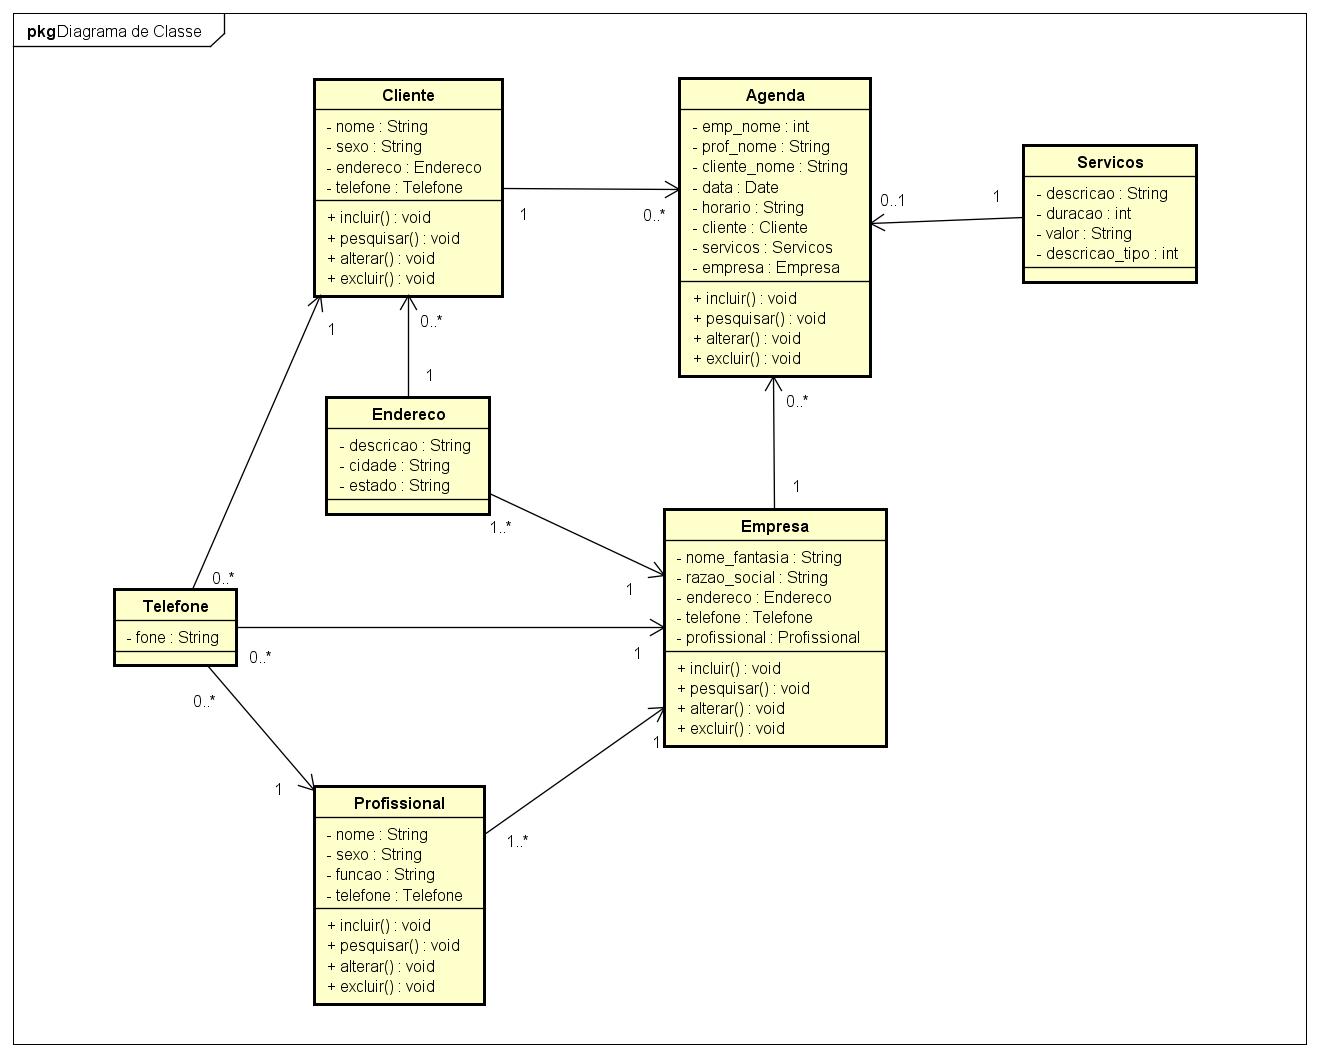 pkgDiagrama de Classe
Cliente
- nome : String
- sexo : String
- endereco : Endereco
- telefone : Telefone
+ incluir() : void
+ pesquisar() : void
+ alterar() : void
+ excluir() : void
Agenda
- emp_nome : int
- prof_nome : String
- cliente_nome : String
- data : Date
- horario : String
- cliente : Cliente
- servicos : Servicos
- empresa : Empresa
+ incluir() : void
+ pesquisar() : void
+ alterar() : void
+ excluir() : void
Servicos
- descricao : String
- duracao : int
- valor : String
- descricao_tipo : int
1
0..*
0..1
1
1
0..*
1
0..*
1
Endereco
- descricao : String
- cidade : String
- estado : String
1..*
1
Empresa
- nome_fantasia : String
- razao_social : String
- endereco : Endereco
- telefone : Telefone
- profissional : Profissional
+ incluir() : void
+ pesquisar() : void
+ alterar() : void
+ excluir() : void
0..*
Telefone
- fone : String
0..*
1
0..*
1
1
1..*
Profissional
- nome : String
- sexo : String
- funcao : String
- telefone : Telefone
+ incluir() : void
+ pesquisar() : void
+ alterar() : void
+ excluir() : void